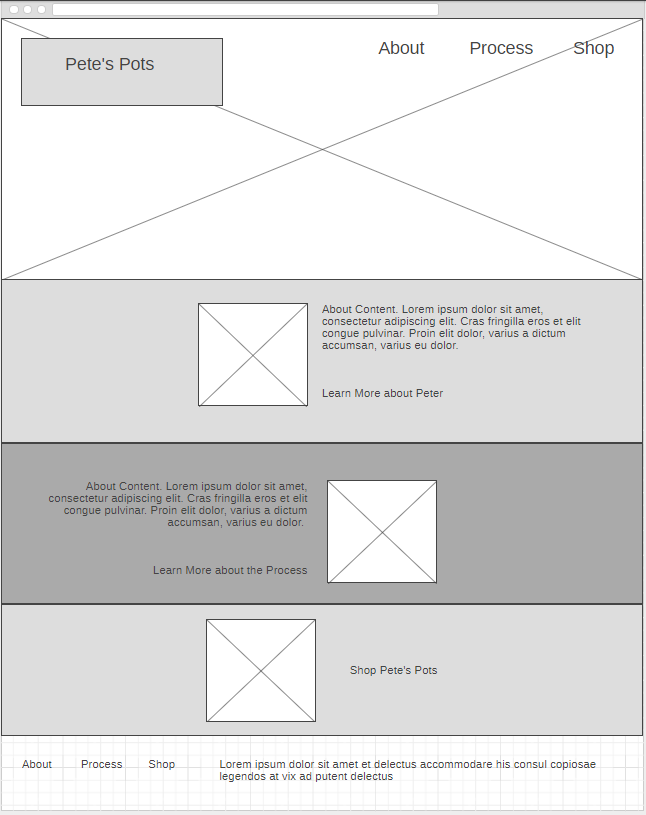 Pete's Pots
About
Process
Shop
About Content. Lorem ipsum dolor sit amet,
consectetur adipiscing elit. Cras fringilla eros et elit
congue pulvinar. Proin elit dolor, varius a dictum
accumsan, varius eu dolor.
Learn More about Peter
About Content. Lorem ipsum dolor sit amet,
consectetur adipiscing elit. Cras fringilla eros et elit
congue pulvinar. Proin elit dolor, varius a dictum
accumsan, varius eu dolor.
Learn More about the Process
Shop Pete's Pots
About
Process
Shop
Lorem ipsum dolor sit amet et delectus accommodare his consul copiosae
legendos at vix ad putent delectus